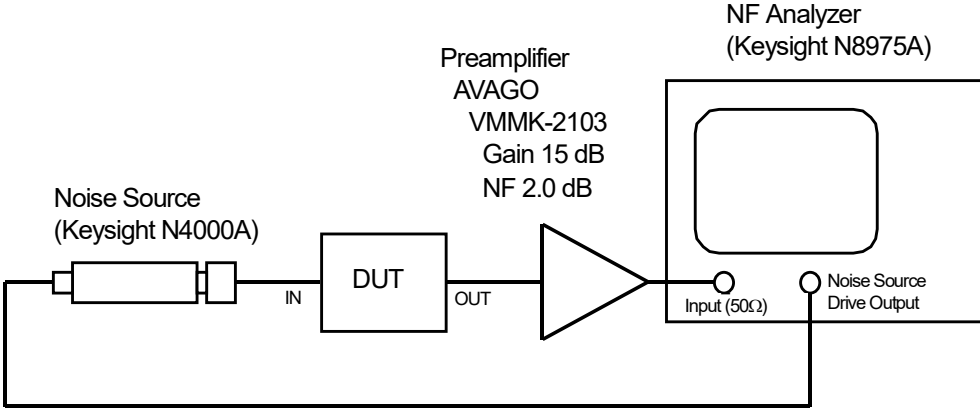 NF Analyzer
(Keysight N8975A)
Preamplifier
AVAGO
VMMK-2103
Gain 15 dB
NF 2.0 dB
Noise Source
(Keysight N4000A)
IN
DUT
OUT
Input (50Ω)
Noise Source
Drive Output